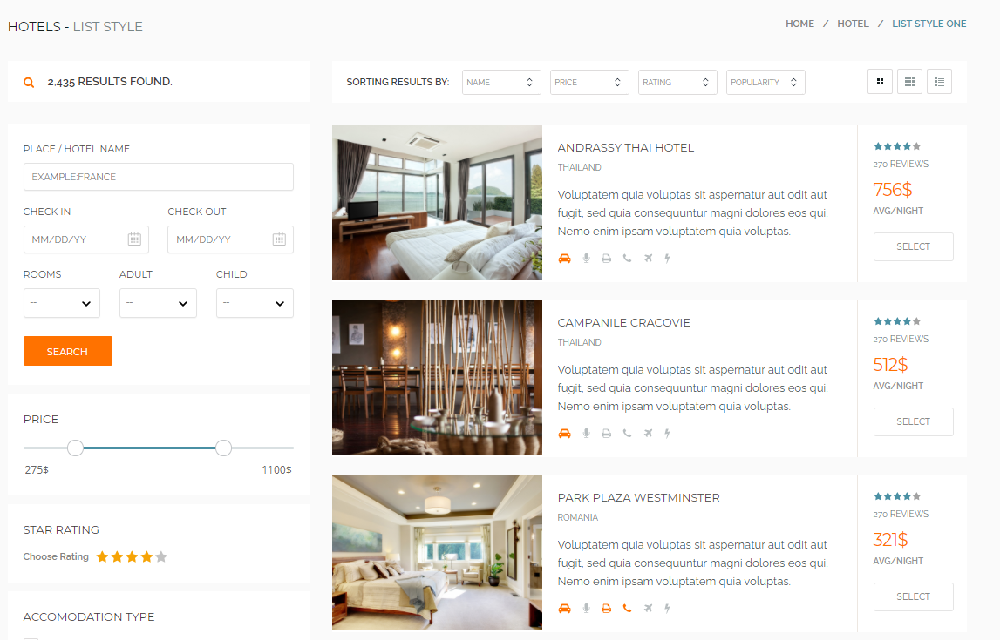 HOTELS - LIST STYLE
HOME / HOTEL / LIST STYLE ONE
2,435 RESULTS FOUND.
SORTING RESULTS BY: NAME PRICE RATING POPULARITY
PLACE / HOTEL NAME
EXAMPLE:FRANCE
CHECK IN CHECK OUT
MM/DD/YY MM/DD/YY
ROOMS ADULT CHILD
-- -- --
SEARCH
PRICE
275$ 1100$
STAR RATING
Choose Rating
ACCOMODATION TYPE
ANDRASSY THAI HOTEL
THAILAND
Voluptatem quia voluptas sit aspernatur aut odit aut
fugit, sed quia consequuntur magni dolores eos qui.
Nemo enim ipsam voluptatem quia voluptas.
270 REVIEWS
756$
AVG/NIGHT
SELECT
CAMPANILE CRACOVIE
THAILAND
Voluptatem quia voluptas sit aspernatur aut odit aut
fugit, sed quia consequuntur magni dolores eos qui.
Nemo enim ipsam voluptatem quia voluptas.
270 REVIEWS
512$
AVG/NIGHT
SELECT
PARK PLAZA WESTMINSTER
ROMANIA
Voluptatem quia voluptas sit aspernatur aut odit aut
fugit, sed quia consequuntur magni dolores eos qui.
Nemo enim ipsam voluptatem quia voluptas.
270 REVIEWS
321$
AVG/NIGHT
SELECT